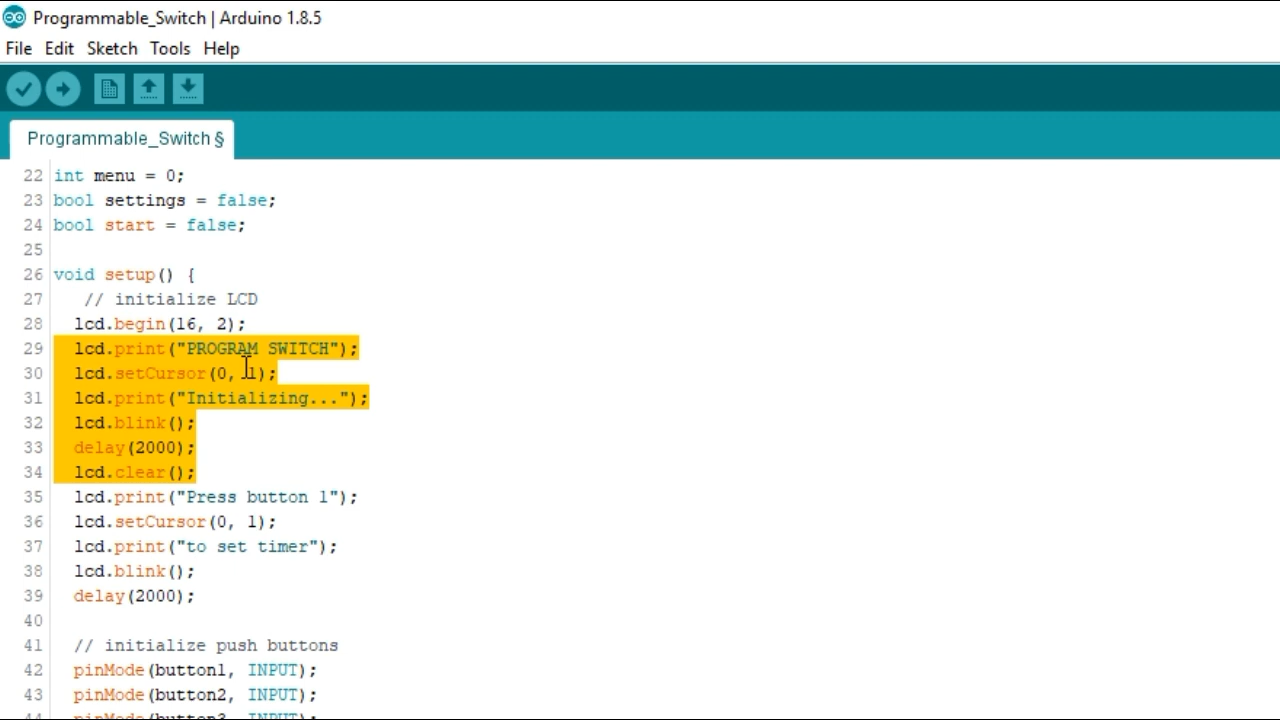 Programmable_Switch | Arduino 1.8.5
File Edit Sketch Tools Help
Programmable_Switch §
22 int menu = 0;
23 bool settings = false;
24 bool start = false;
25
26 void setup() {
27 // initialize LCD
28 lcd.begin(16, 2);
29 lcd.print("PROGRAM SWITCH");
30 lcd.setCursor(0, 1);
31 lcd.print("Initializing...");
32 lcd.blink();
33 delay(2000);
34 lcd.clear();
35 lcd.print("Press button 1");
36 lcd.setCursor(0, 1);
37 lcd.print("to set timer");
38 lcd.blink();
39 delay(2000);
40
41 // initialize push buttons
42 pinMode(button1, INPUT);
43 pinMode(button2, INPUT);
44 pinMode(button3, INPUT);